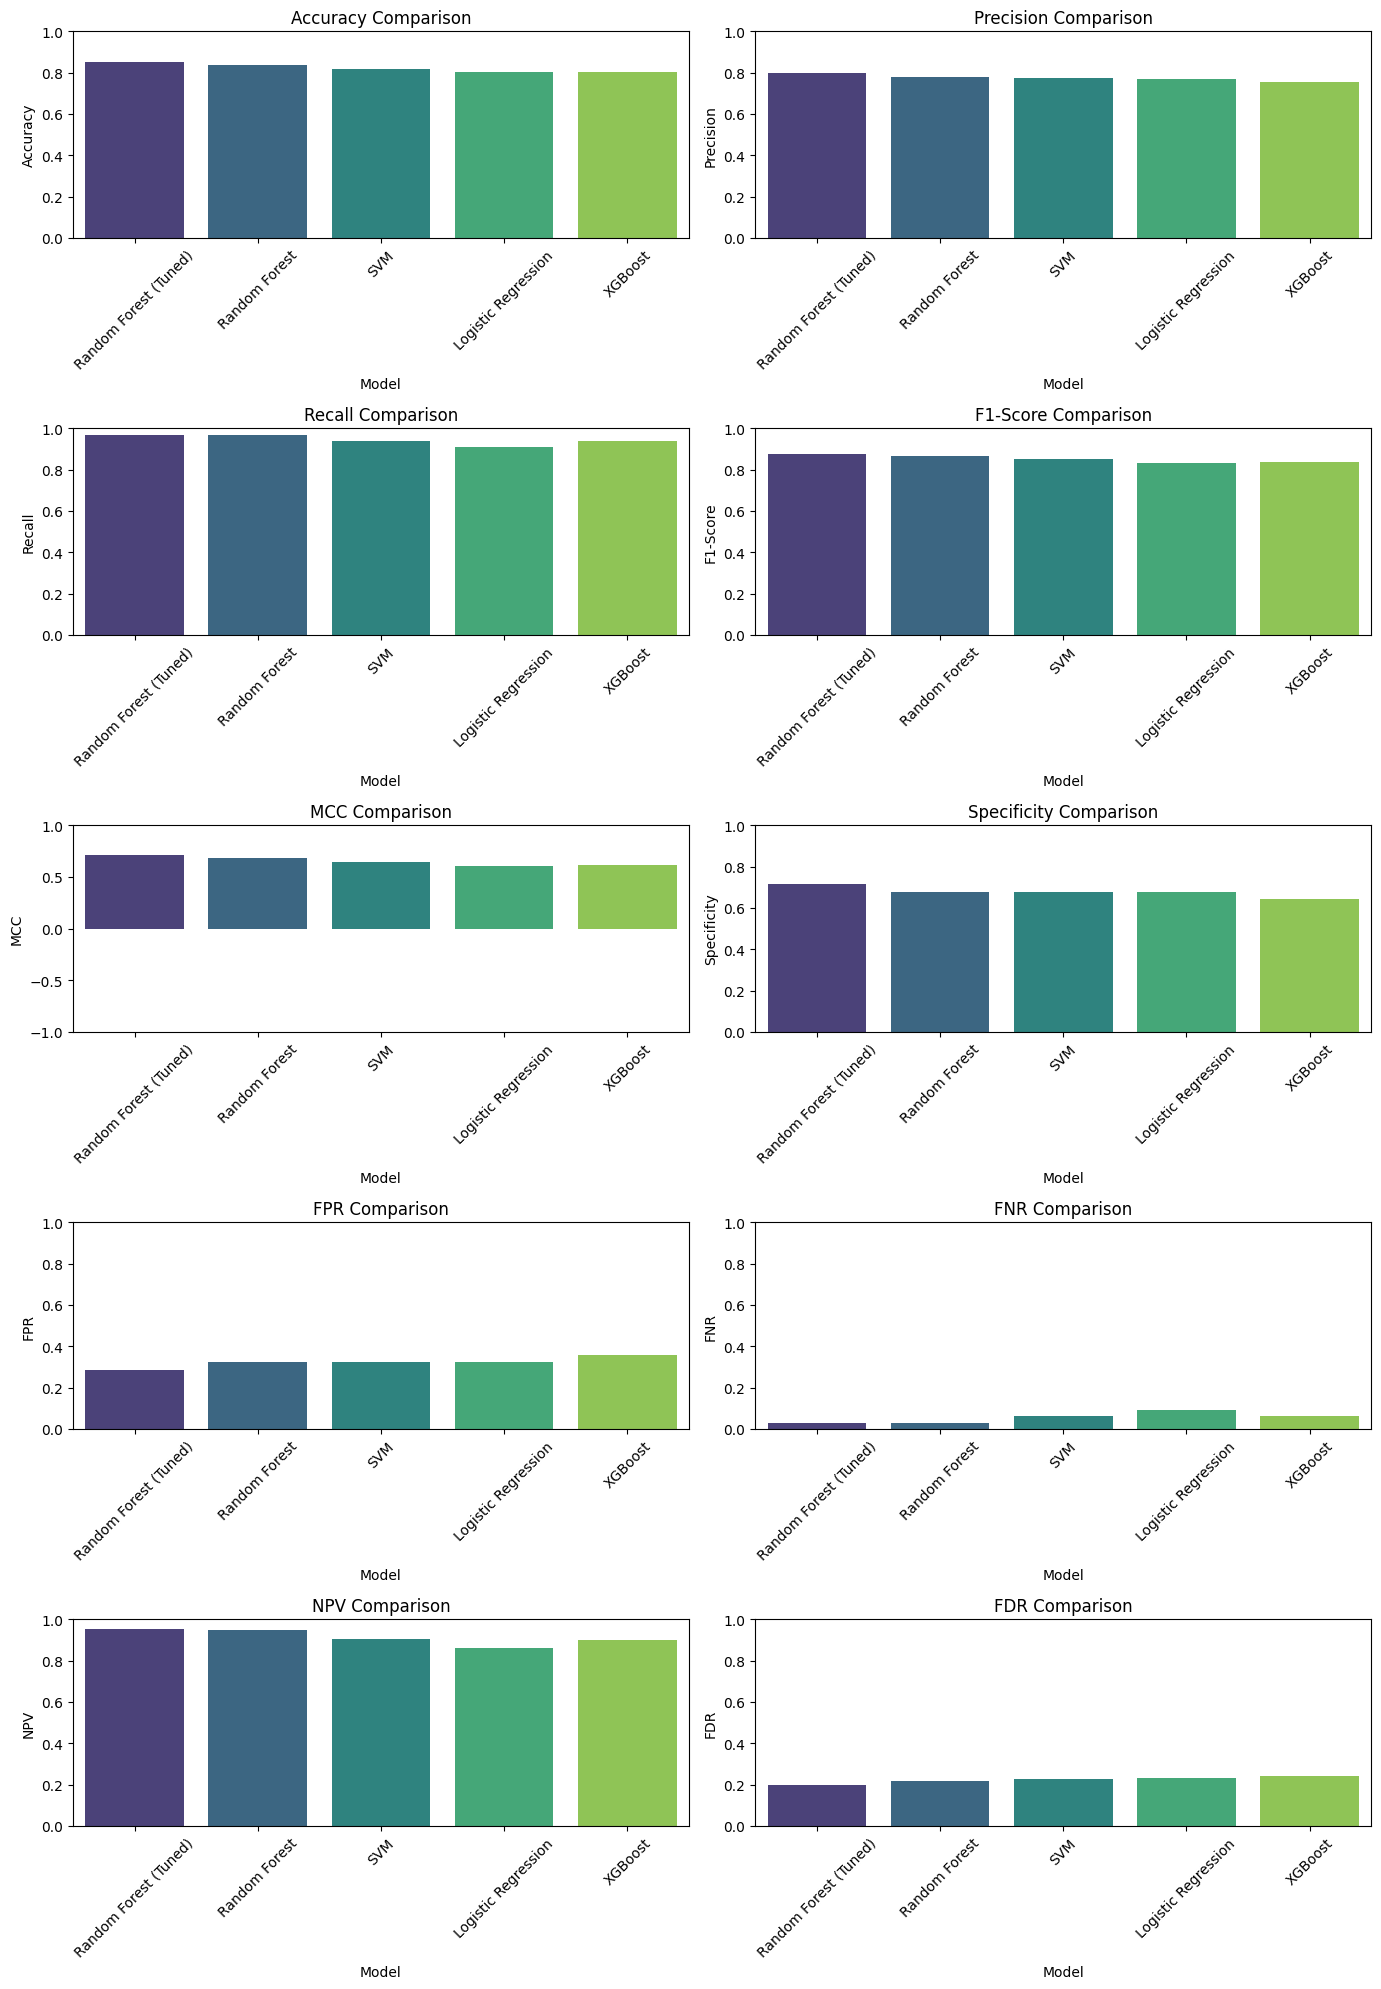 Accuracy Comparison
1.0
0.8
0.6
0.4
0.2
0.0
Accuracy
Random Forest (Tuned)
Random Forest
SVM
Logistic Regression
XGBoost
Model
Precision Comparison
1.0
0.8
0.6
0.4
0.2
0.0
Precision
Random Forest (Tuned)
Random Forest
SVM
Logistic Regression
XGBoost
Model
Recall Comparison
1.0
0.8
0.6
0.4
0.2
0.0
Recall
Random Forest (Tuned)
Random Forest
SVM
Logistic Regression
XGBoost
Model
F1-Score Comparison
1.0
0.8
0.6
0.4
0.2
0.0
F1-Score
Random Forest (Tuned)
Random Forest
SVM
Logistic Regression
XGBoost
Model
MCC Comparison
1.0
0.5
0.0
−0.5
−1.0
MCC
Random Forest (Tuned)
Random Forest
SVM
Logistic Regression
XGBoost
Model
Specificity Comparison
1.0
0.8
0.6
0.4
0.2
0.0
Specificity
Random Forest (Tuned)
Random Forest
SVM
Logistic Regression
XGBoost
Model
FPR Comparison
1.0
0.8
0.6
0.4
0.2
0.0
FPR
Random Forest (Tuned)
Random Forest
SVM
Logistic Regression
XGBoost
Model
FNR Comparison
1.0
0.8
0.6
0.4
0.2
0.0
FNR
Random Forest (Tuned)
Random Forest
SVM
Logistic Regression
XGBoost
Model
NPV Comparison
1.0
0.8
0.6
0.4
0.2
0.0
NPV
Random Forest (Tuned)
Random Forest
SVM
Logistic Regression
XGBoost
Model
FDR Comparison
1.0
0.8
0.6
0.4
0.2
0.0
FDR
Random Forest (Tuned)
Random Forest
SVM
Logistic Regression
XGBoost
Model